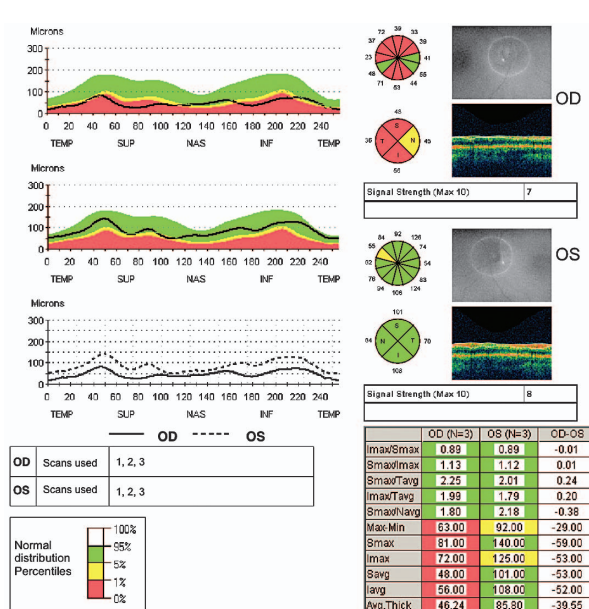 Microns
300
200
100
0
0 20 40 60 80 100 120 140 160 180 200 220 240
TEMP SUP NAS INF TEMP
72 39 33
37 39
23 41
48 55
71 53 44
48
S
36 T N 45
I
56
OD
Signal Strength (Max 10) 7
Microns
300
200
100
0
0 20 40 60 80 100 120 140 160 180 200 220 240
TEMP SUP NAS INF TEMP
84 92 126
55 74
62 54
76 83
94 106 124
101
S
64 N T 70
I
108
OS
Signal Strength (Max 10) 8
Microns
300
200
100
0
0 20 40 60 80 100 120 140 160 180 200 220 240
TEMP SUP NAS INF TEMP
OD OS
OD Scans used 1, 2, 3
OS Scans used 1, 2, 3
Normal distribution Percentiles
100%
95%
5%
1%
0%
OD (N=3) OS (N=3) OD-OS
Imax/Smax 0.89 0.89 -0.01
Smax/Imax 1.13 1.12 0.01
Smax/Tavg 2.25 2.01 0.24
Imax/Tavg 1.99 1.79 0.20
Smax/Navg 1.80 2.18 -0.38
Max-Min 63.00 92.00 -29.00
Smax 81.00 140.00 -59.00
Imax 72.00 125.00 -53.00
Savg 48.00 101.00 -53.00
Iavg 56.00 108.00 -52.00
Avg.Thick 46.24 85.80 -39.55